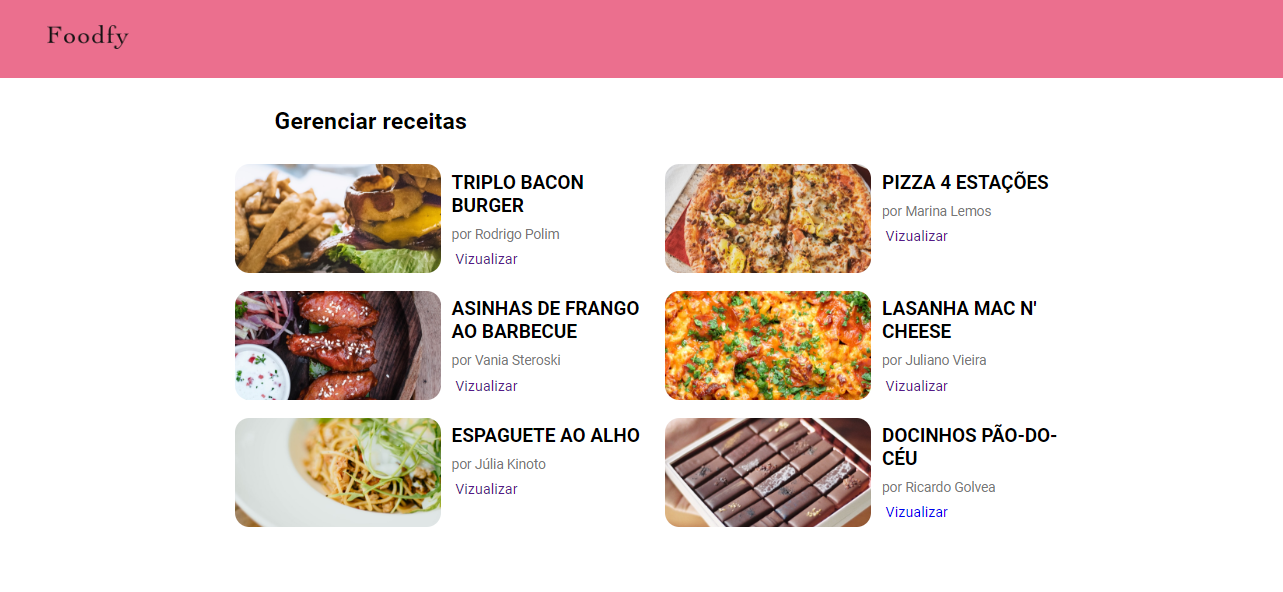 Foodfy
Gerenciar receitas
TRIPLO BACON
BURGER
por Rodrigo Polim
Vizualizar
PIZZA 4 ESTAÇÕES
por Marina Lemos
Vizualizar
ASINHAS DE FRANGO
AO BARBECUE
por Vania Steroski
Vizualizar
LASANHA MAC N'
CHEESE
por Juliano Vieira
Vizualizar
ESPAGUETE AO ALHO
por Júlia Kinoto
Vizualizar
DOCINHOS PÃO-DO-
CÉU
por Ricardo Golvea
Vizualizar